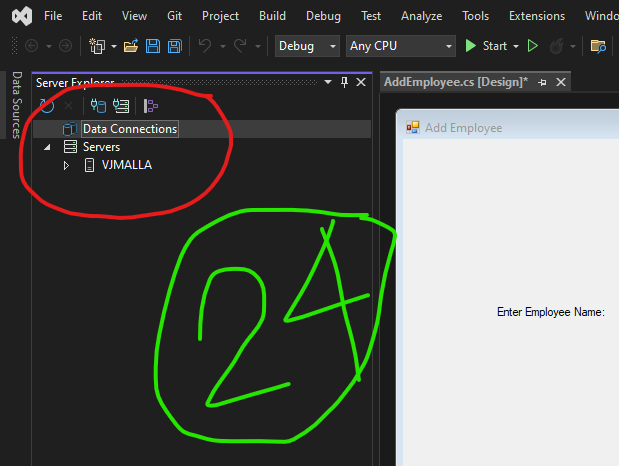 File Edit View Git Project Build Debug Test Analyze Tools Extensions
Debug Any CPU Start
Data Sources
Server Explorer
AddEmployee.cs [Design]*
Data Connections
Servers
VJMALLA
Add Employee
24
Enter Employee Name: